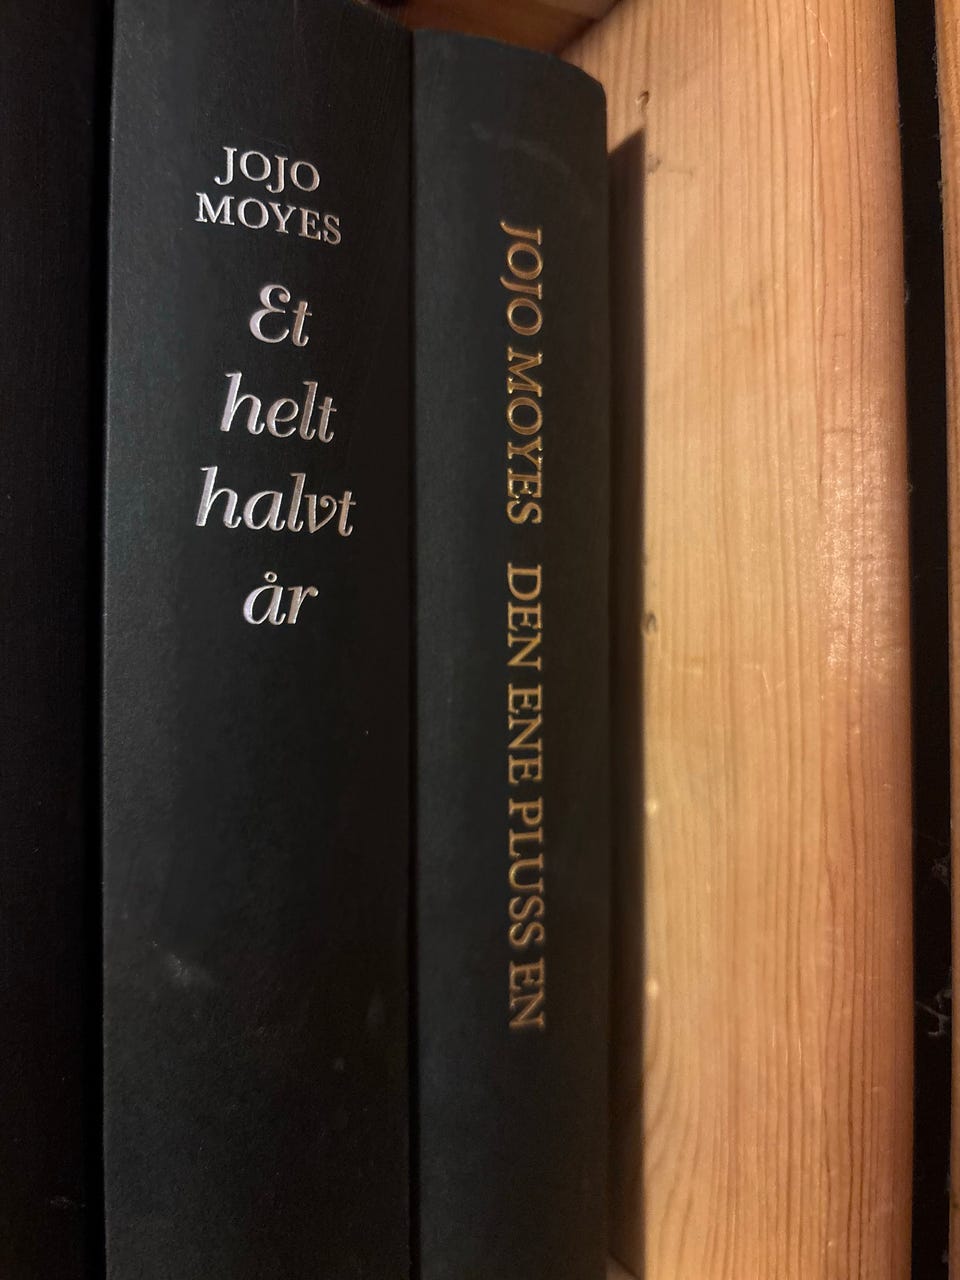 JOJO
MOYES
Et
helt
halvt
år
JOJO MOYES DEN ENE PLUSS EN